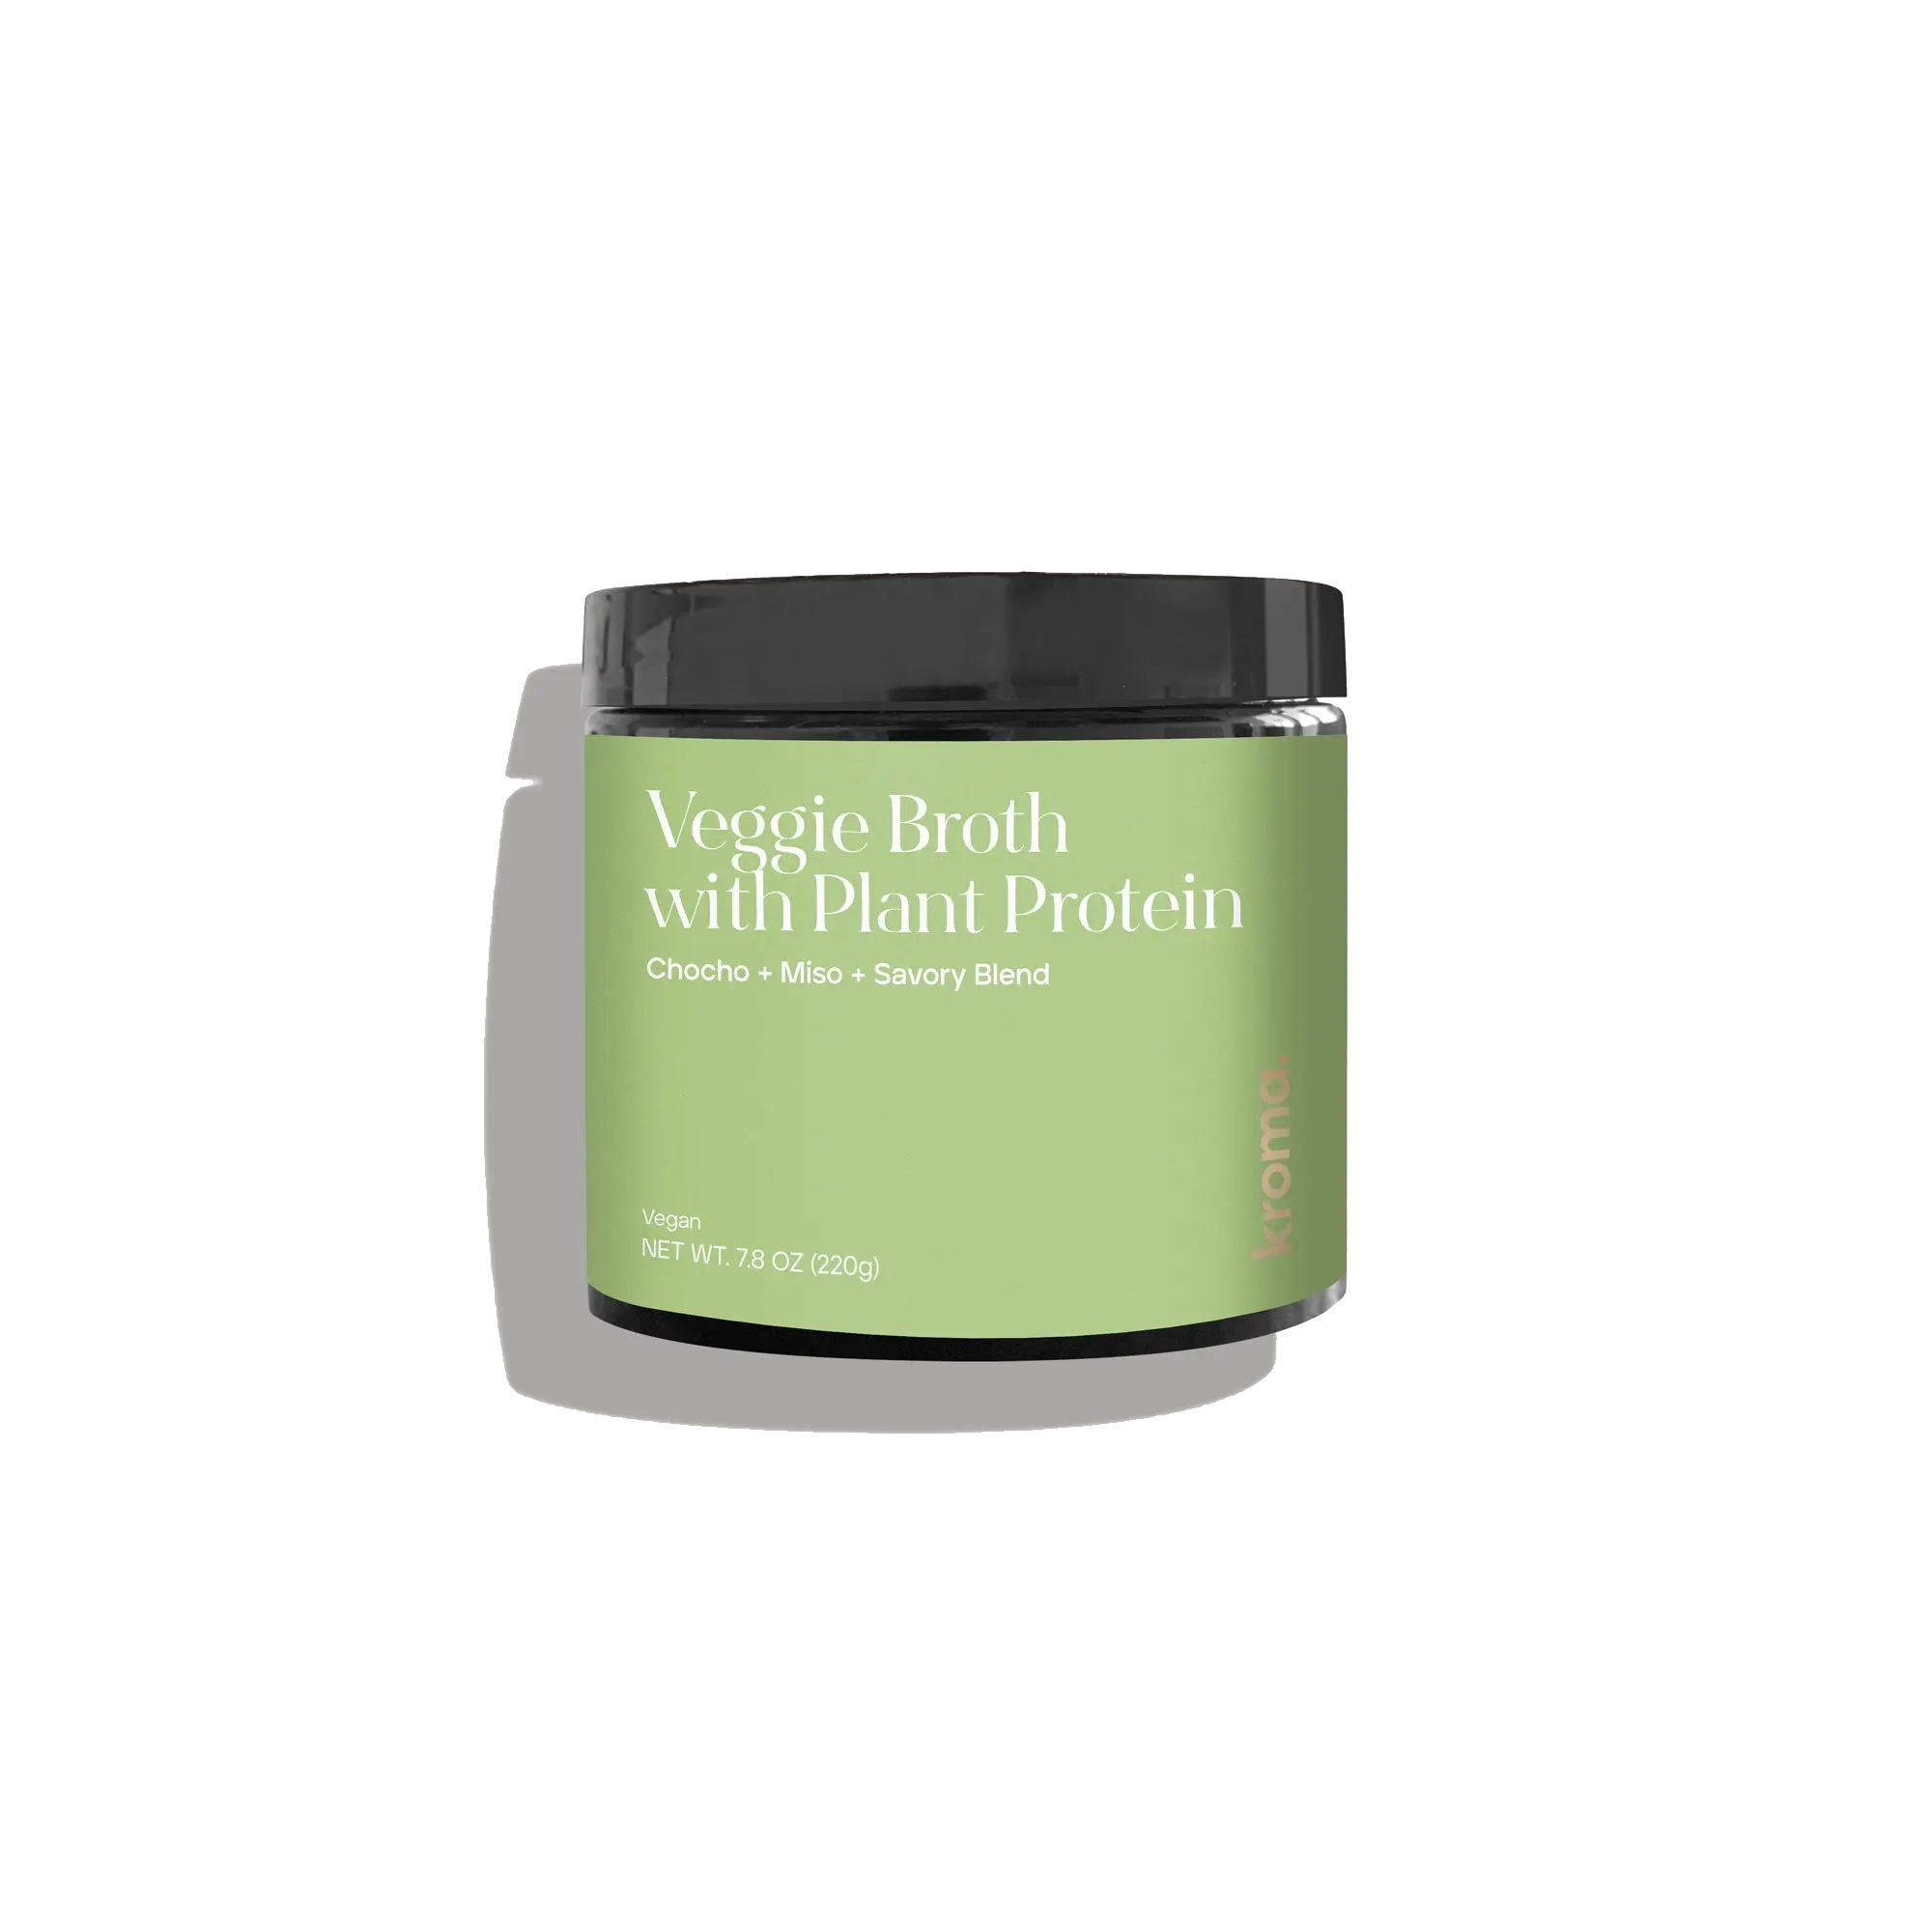 Veggie Broth
with Plant Protein
Chocho + Miso + Savory Blend
Vegan
NET WT. 7.8 OZ (220g)
kroma.